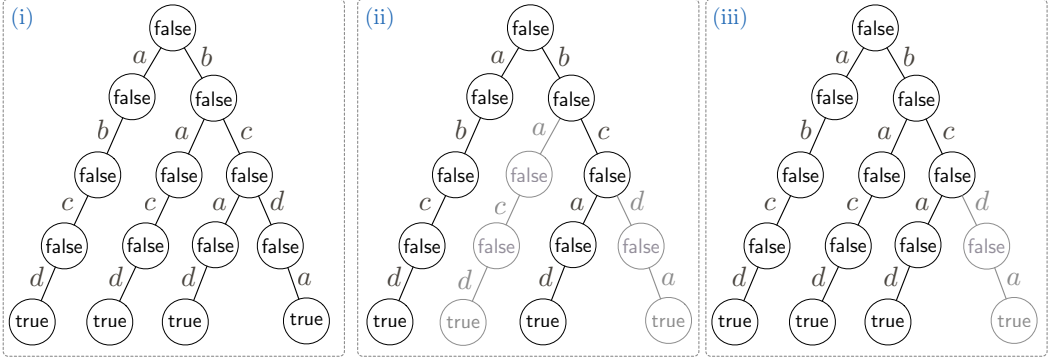 (i) (ii) (iii)
false false false
a b a b a b
false false false false false false
b a c b a c b a c
false false false false false false false false false
c c a d c c a d c c a d
false false false false false false false false false false false false
d d d a d d d a d d d a
true true true true true true true true true true true true